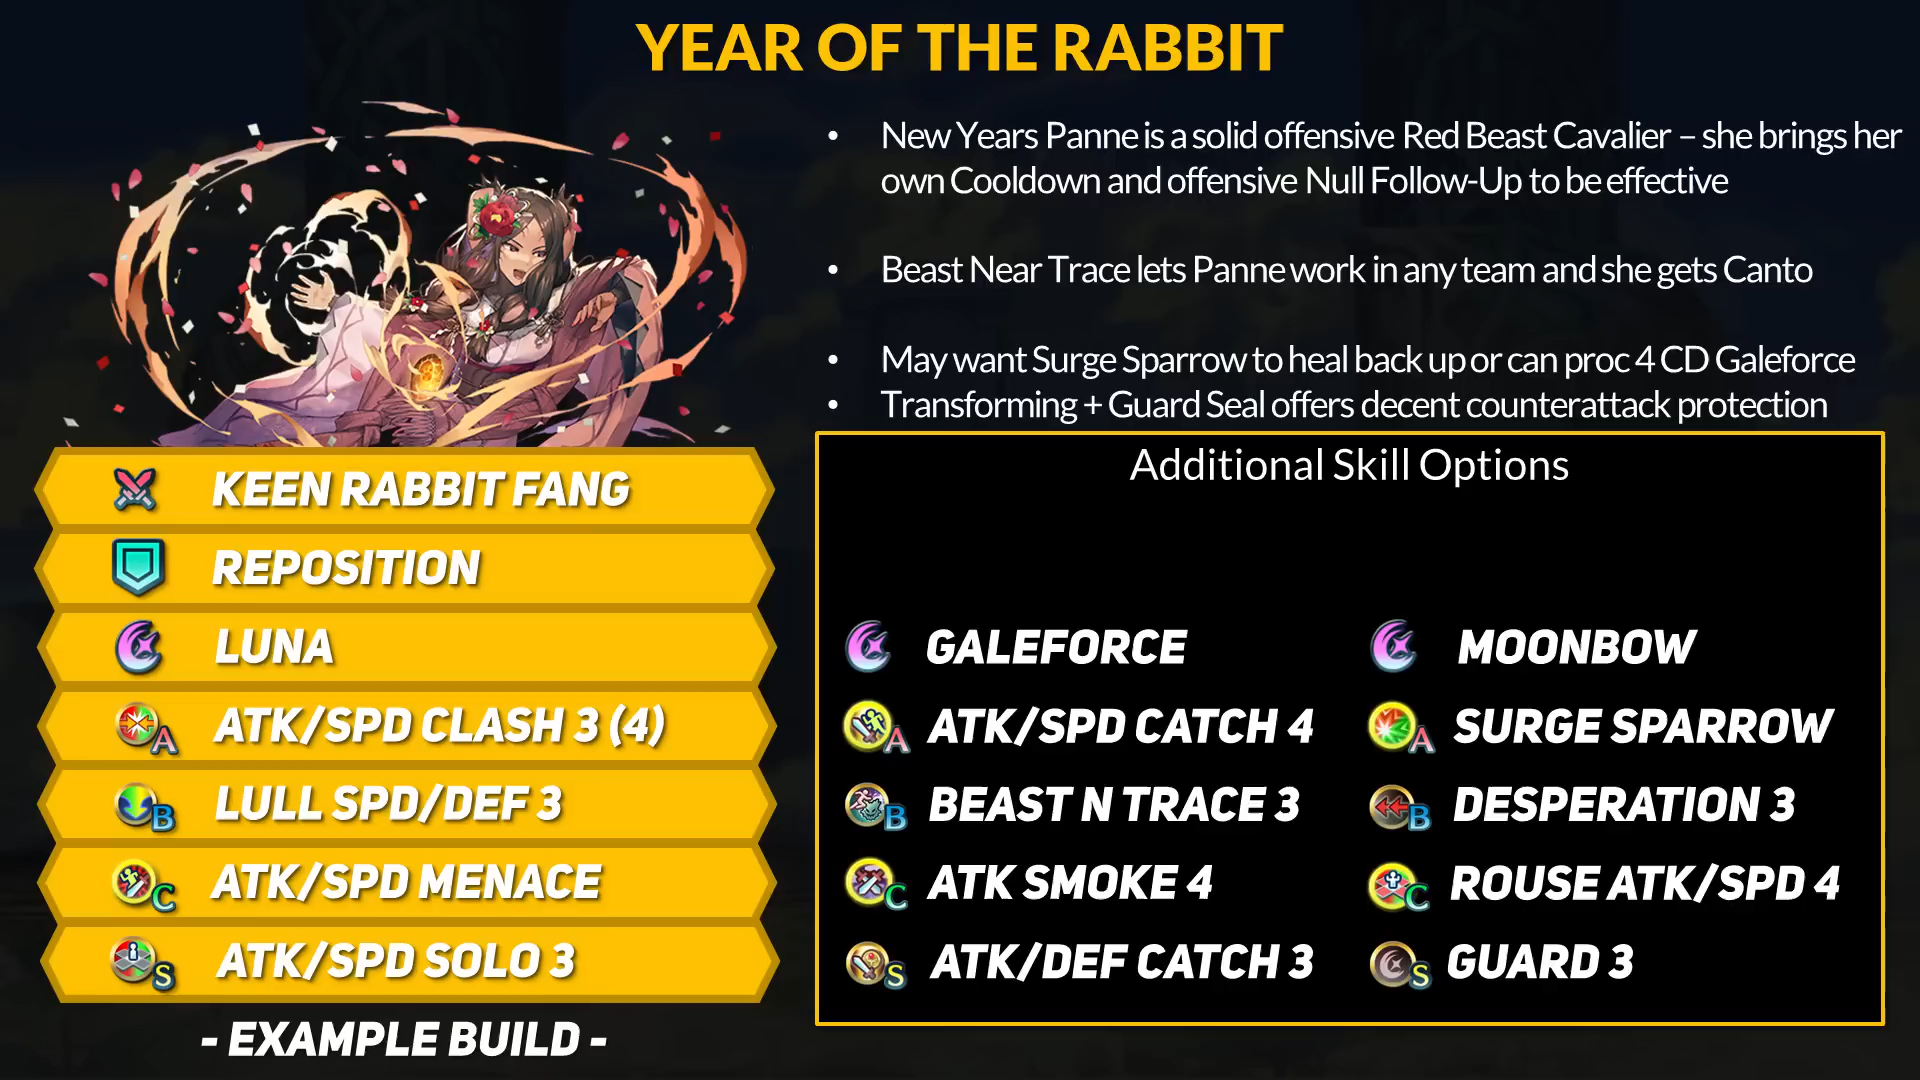 YEAR OF THE RABBIT
• New Years Panne is a solid offensive Red Beast Cavalier – she brings her
own Cooldown and offensive Null Follow-Up to be effective
• Beast Near Trace lets Panne work in any team and she gets Canto
• May want Surge Sparrow to heal back up or can proc 4 CD Galeforce
• Transforming + Guard Seal offers decent counterattack protection
KEEN RABBIT FANG
REPOSITION
LUNA
A ATK/SPD CLASH 3 (4)
B LULL SPD/DEF 3
C ATK/SPD MENACE
S ATK/SPD SOLO 3
- EXAMPLE BUILD -
Additional Skill Options
GALEFORCE MOONBOW
A ATK/SPD CATCH 4 A SURGE SPARROW
B BEAST N TRACE 3 B DESPERATION 3
C ATK SMOKE 4 C ROUSE ATK/SPD 4
S ATK/DEF CATCH 3 S GUARD 3